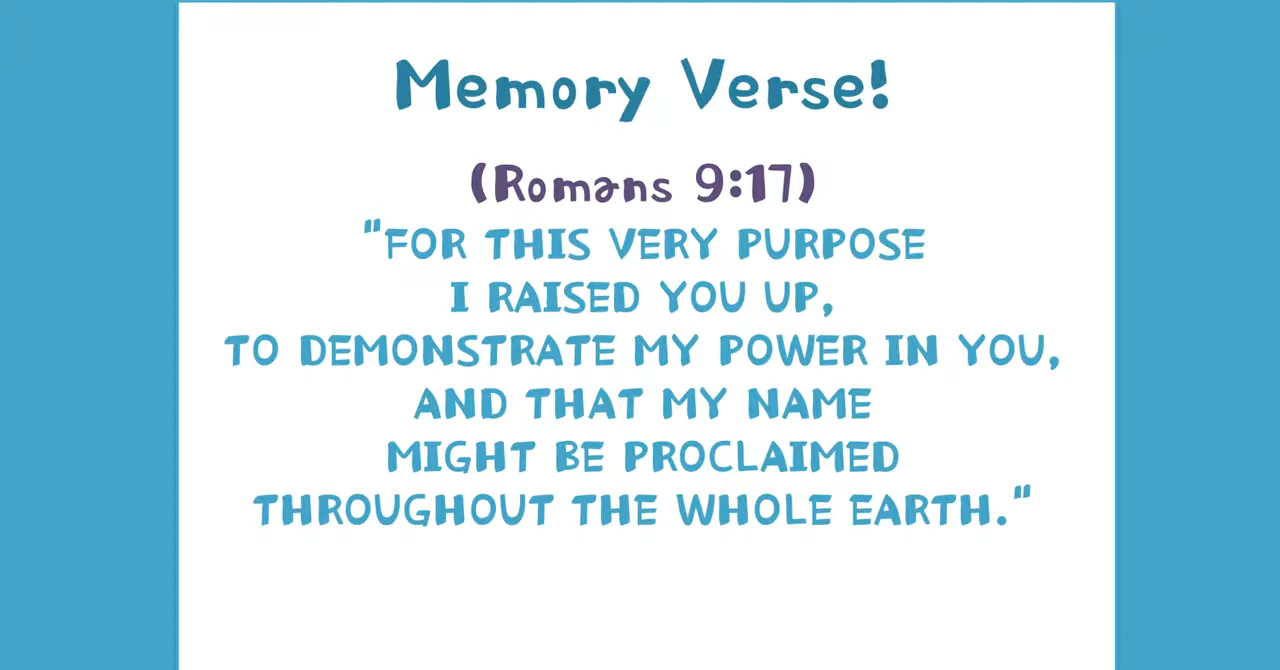 Memory Verse!
(Romans 9:17)
"FOR THIS VERY PURPOSE
I RAISED YOU UP,
TO DEMONSTRATE MY POWER IN YOU,
AND THAT MY NAME
MIGHT BE PROCLAIMED
THROUGHOUT THE WHOLE EARTH."